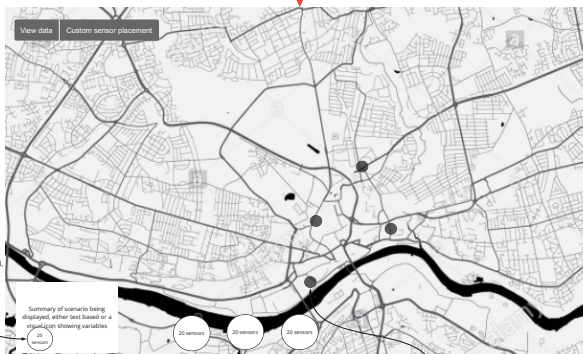 View data
Custom sensor placement
Summary of scenario being
displayed, either text based or a
visual icon showing variables
20
sensors
20 sensors
20 sensors
20 sensors